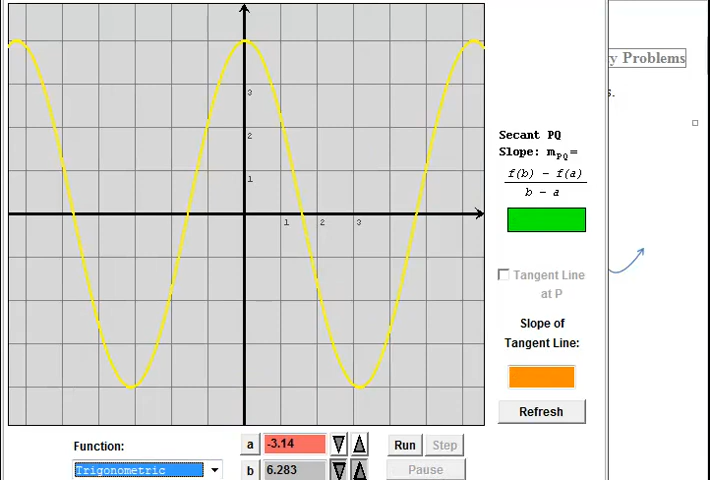 y Problems
s.
3
2
1
1 2 3
Secant PQ
Slope: mPQ=
f(b) - f(a)
b - a
Tangent Line
at P
Slope of
Tangent Line:
Refresh
Function:
Trigonometric
a -3.14
b 6.283
Run Step
Pause